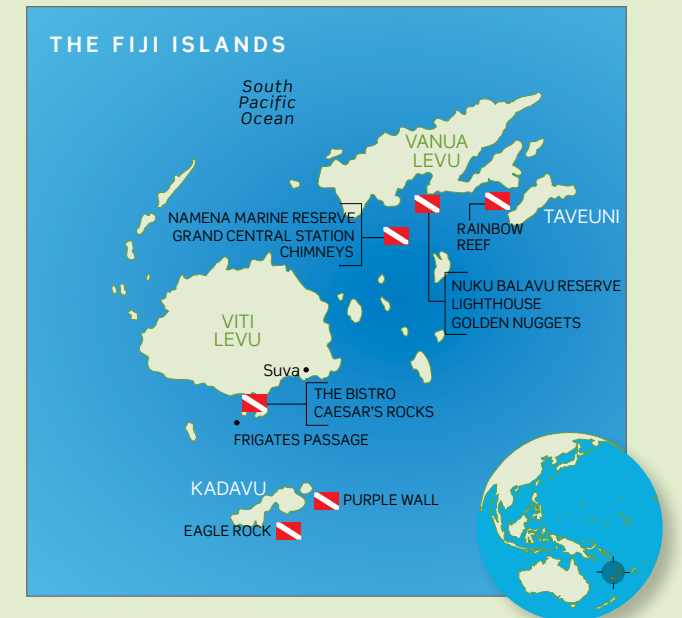 THE FIJI ISLANDS
South
Pacific
Ocean
VANUA
LEVU
NAMENA MARINE RESERVE
GRAND CENTRAL STATION
CHIMNEYS
RAINBOW
REEF
TAVEUNI
NUKU BALAVU RESERVE
LIGHTHOUSE
GOLDEN NUGGETS
VITI
LEVU
Suva
THE BISTRO
CAESAR'S ROCKS
FRIGATES PASSAGE
KADAVU
PURPLE WALL
EAGLE ROCK